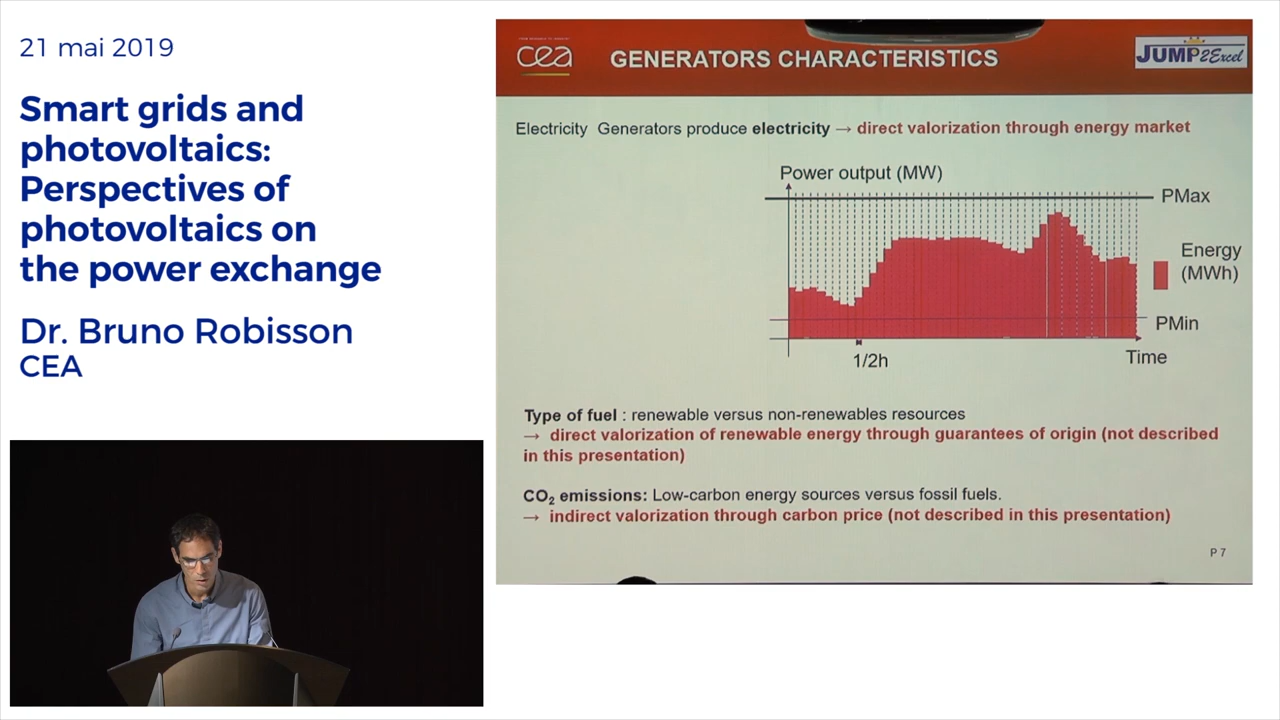 21 mai 2019
Smart grids and
photovoltaics:
Perspectives of
photovoltaics on
the power exchange
Dr. Bruno Robisson
CEA
cea
GENERATORS CHARACTERISTICS
JUMP2Excel
Electricity Generators produce electricity → direct valorization through energy market
Power output (MW)
PMax
Energy
(MWh)
PMin
1/2h
Time
Type of fuel : renewable versus non-renewables resources
→ direct valorization of renewable energy through guarantees of origin (not described
in this presentation)
CO₂ emissions: Low-carbon energy sources versus fossil fuels.
→ indirect valorization through carbon price (not described in this presentation)
P 7